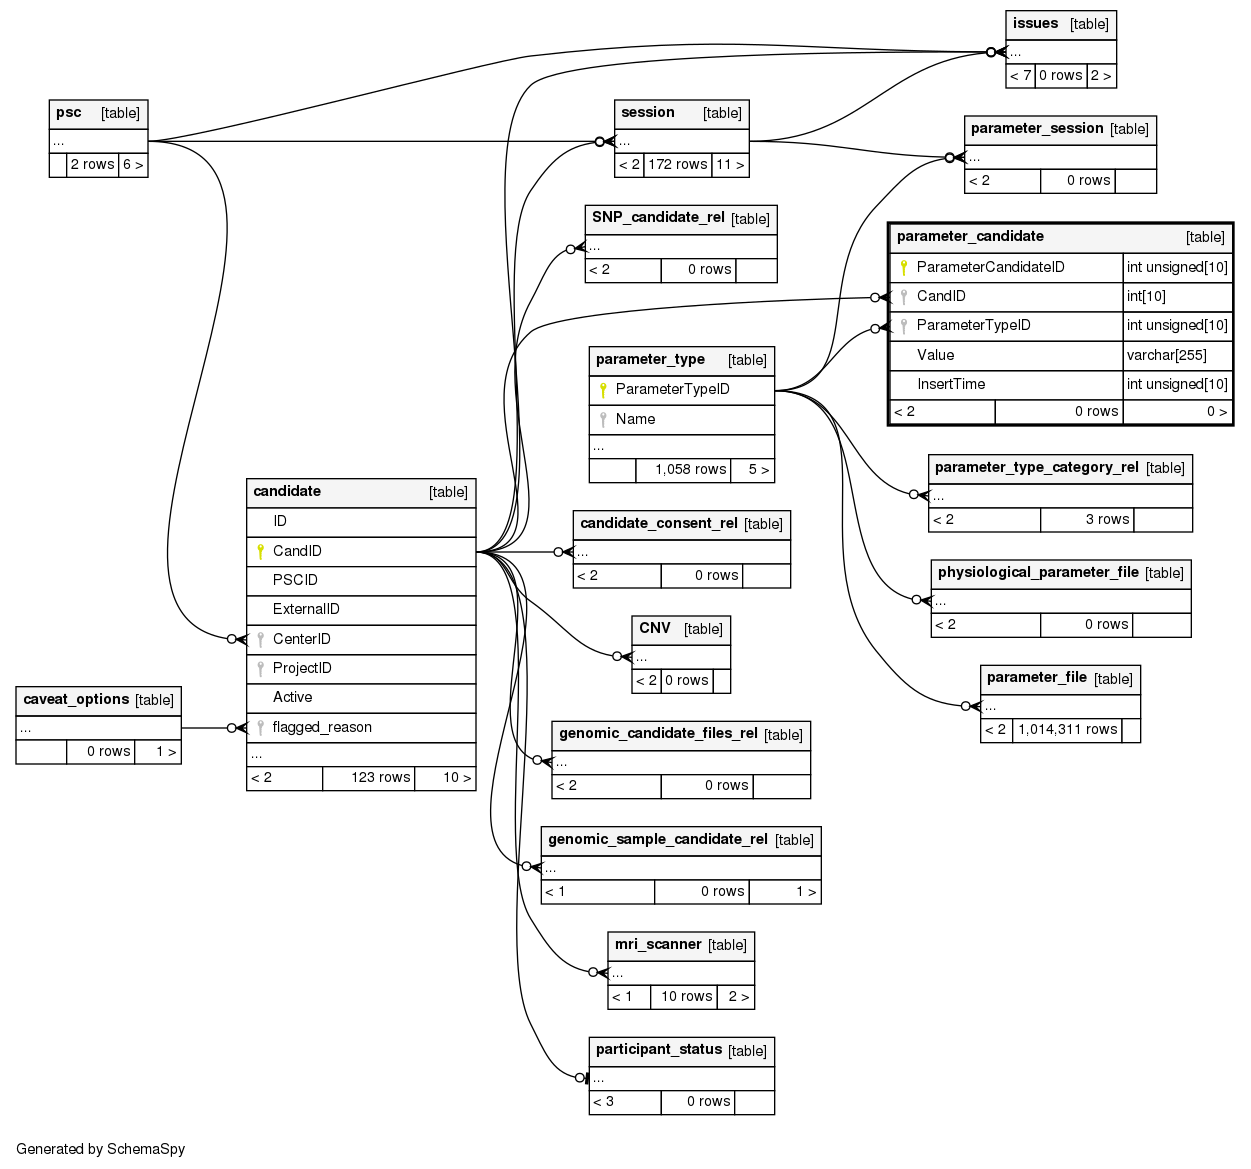 issues [table]
...
< 7 0 rows 2 >
psc [table]
...
2 rows 6 >
session [table]
...
< 2 172 rows 11 >
parameter_session [table]
...
< 2 0 rows
SNP_candidate_rel [table]
...
< 2 0 rows
parameter_candidate [table]
ParameterCandidateID int unsigned[10]
CandID int[10]
ParameterTypeID int unsigned[10]
Value varchar[255]
InsertTime int unsigned[10]
< 2 0 rows 0 >
parameter_type [table]
ParameterTypeID
Name
...
1,058 rows 5 >
parameter_type_category_rel [table]
...
< 2 3 rows
candidate [table]
ID
CandID
PSCID
ExternalID
CenterID
ProjectID
Active
flagged_reason
...
< 2 123 rows 10 >
candidate_consent_rel [table]
...
< 2 0 rows
physiological_parameter_file [table]
...
< 2 0 rows
CNV [table]
...
< 2 0 rows
parameter_file [table]
...
< 2 1,014,311 rows
caveat_options [table]
...
0 rows 1 >
genomic_candidate_files_rel [table]
...
< 2 0 rows
genomic_sample_candidate_rel [table]
...
< 1 0 rows 1 >
mri_scanner [table]
...
< 1 10 rows 2 >
participant_status [table]
...
< 3 0 rows
Generated by SchemaSpy